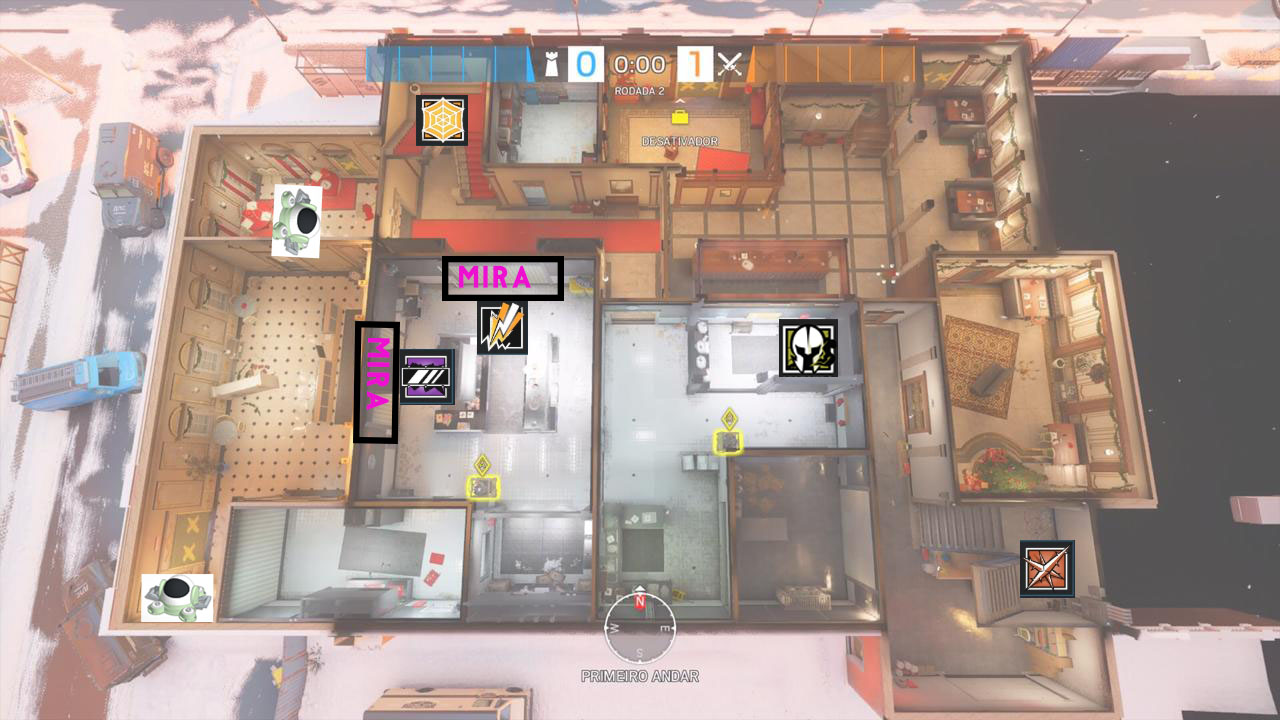 0 0:00 1
RODADA 2
DESATIVADOR
MIRA
MIRA
N
W E
S
PRIMEIRO ANDAR